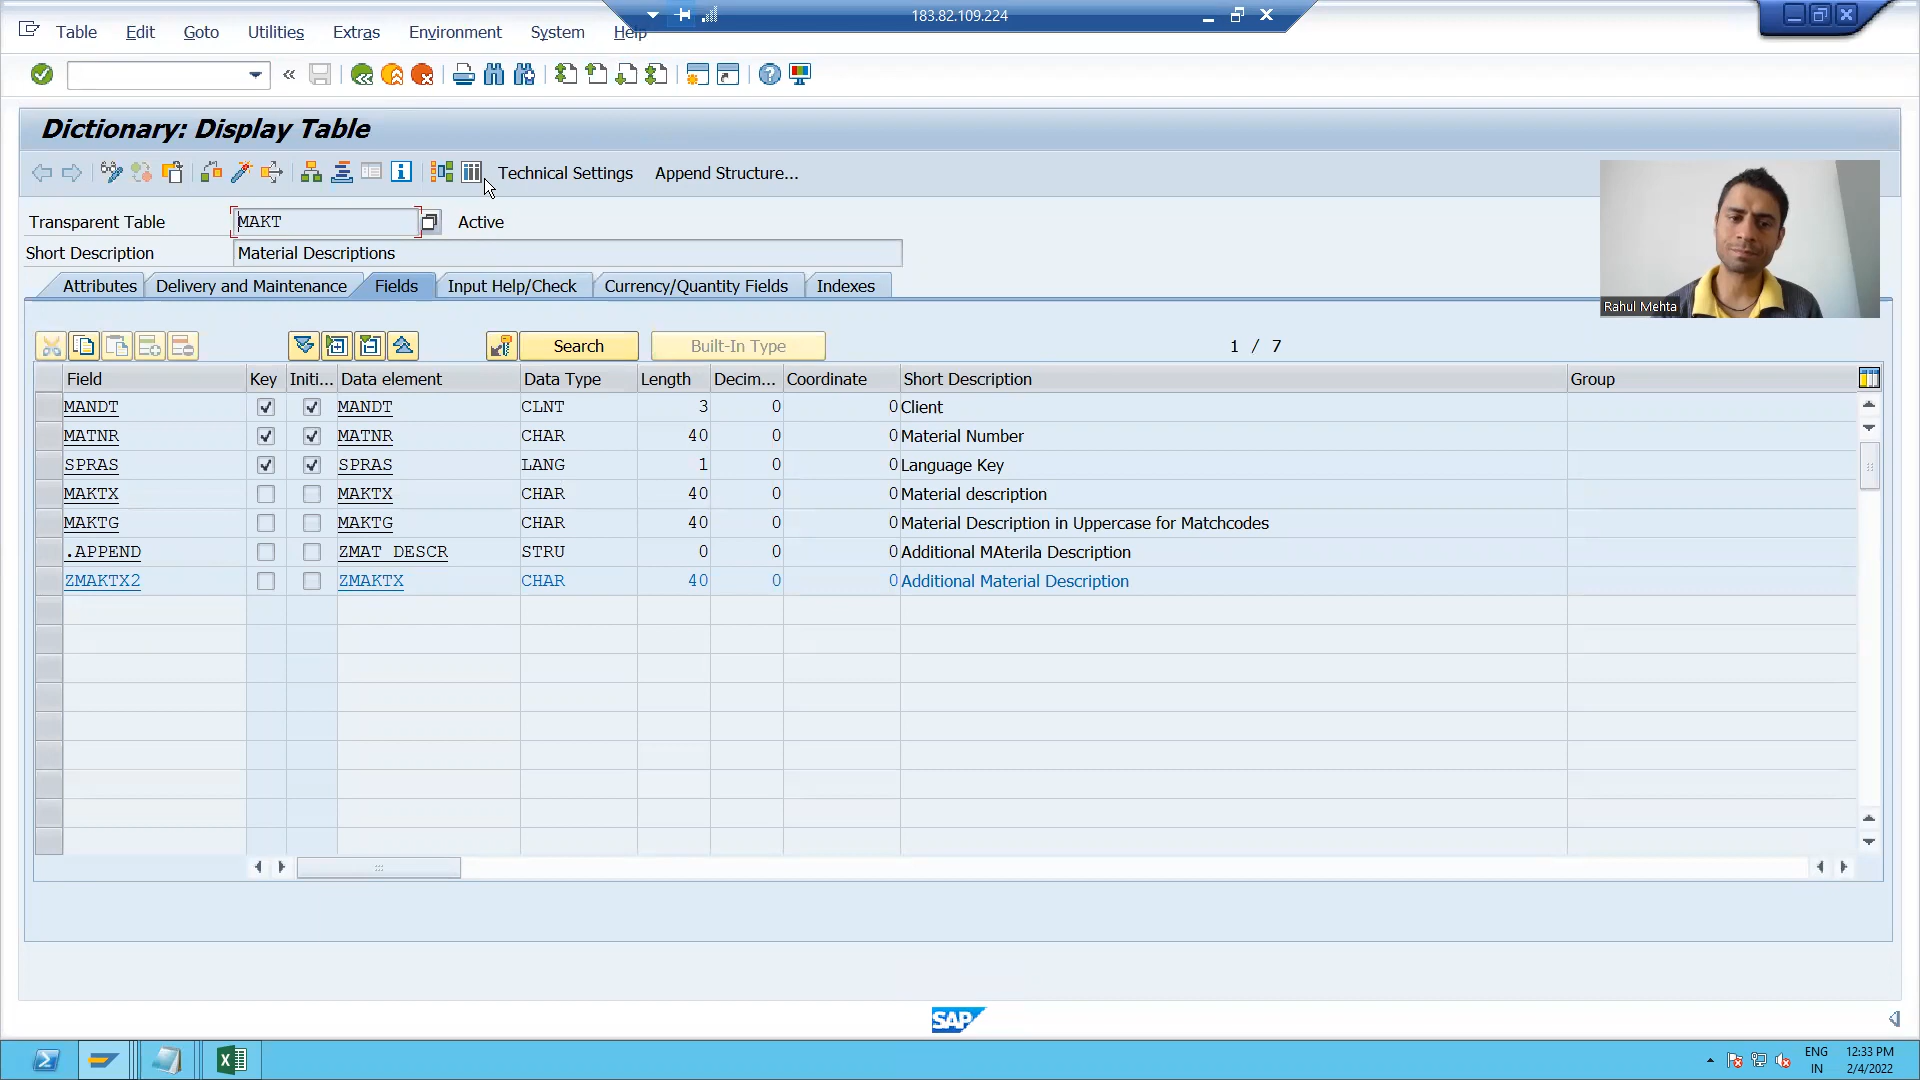 183.82.109.224
Table Edit Goto Utilities Extras Environment System Help
Dictionary: Display Table
Technical Settings Append Structure...
Transparent Table MAKT Active
Short Description Material Descriptions
Attributes Delivery and Maintenance Fields Input Help/Check Currency/Quantity Fields Indexes
Rahul Mehta
Search Built-In Type 1 / 7
Field Key Initi... Data element Data Type Length Decim... Coordinate Short Description Group
MANDT MANDT CLNT 3 0 0 Client
MATNR MATNR CHAR 40 0 0 Material Number
SPRAS SPRAS LANG 1 0 0 Language Key
MAKTX MAKTX CHAR 40 0 0 Material description
MAKTG MAKTG CHAR 40 0 0 Material Description in Uppercase for Matchcodes
.APPEND ZMAT_DESCR STRU 0 0 0 Additional MAterila Description
ZMAKTX2 ZMAKTX CHAR 40 0 0 Additional Material Description
SAP
ENG 12:33 PM
IN 2/4/2022